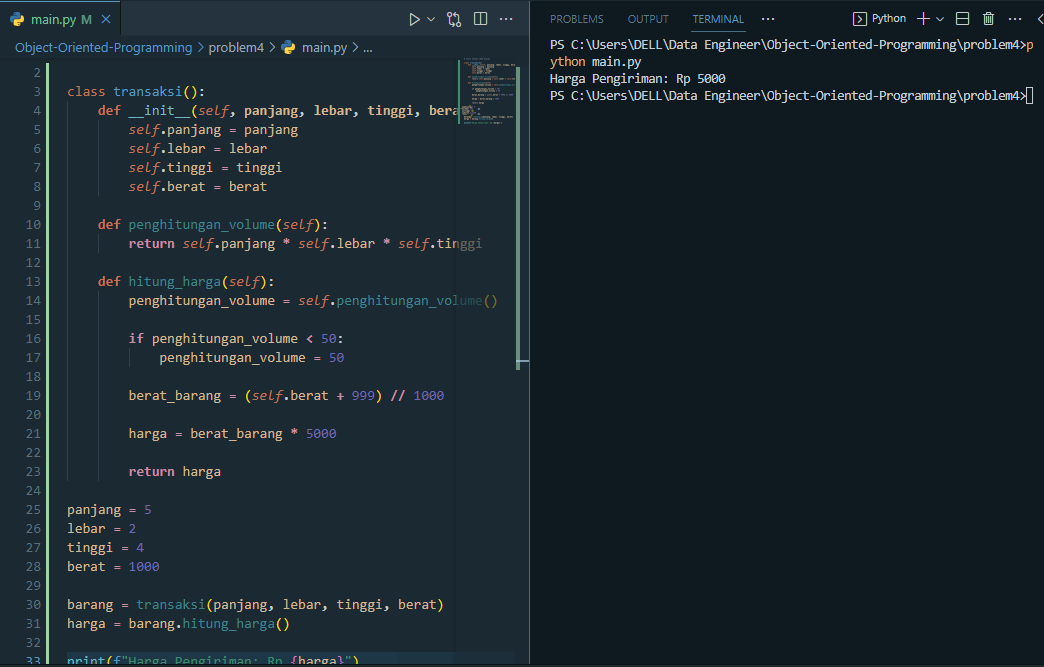 main.py M
Object-Oriented-Programming > problem4 > main.py > ...
2
3 class transaksi():
4 def __init__(self, panjang, lebar, tinggi, bera
5 self.panjang = panjang
6 self.lebar = lebar
7 self.tinggi = tinggi
8 self.berat = berat
9
10 def penghitungan_volume(self):
11 return self.panjang * self.lebar * self.tinggi
12
13 def hitung_harga(self):
14 penghitungan_volume = self.penghitungan_volume()
15
16 if penghitungan_volume < 50:
17 penghitungan_volume = 50
18
19 berat_barang = (self.berat + 999) // 1000
20
21 harga = berat_barang * 5000
22
23 return harga
24
25 panjang = 5
26 lebar = 2
27 tinggi = 4
28 berat = 1000
29
30 barang = transaksi(panjang, lebar, tinggi, berat)
31 harga = barang.hitung_harga()
32
33 print(f"Harga Pengiriman: Rp {harga}")
PROBLEMS OUTPUT TERMINAL ... Python
PS C:\Users\DELL\Data Engineer\Object-Oriented-Programming\problem4>p
ython main.py
Harga Pengiriman: Rp 5000
PS C:\Users\DELL\Data Engineer\Object-Oriented-Programming\problem4>